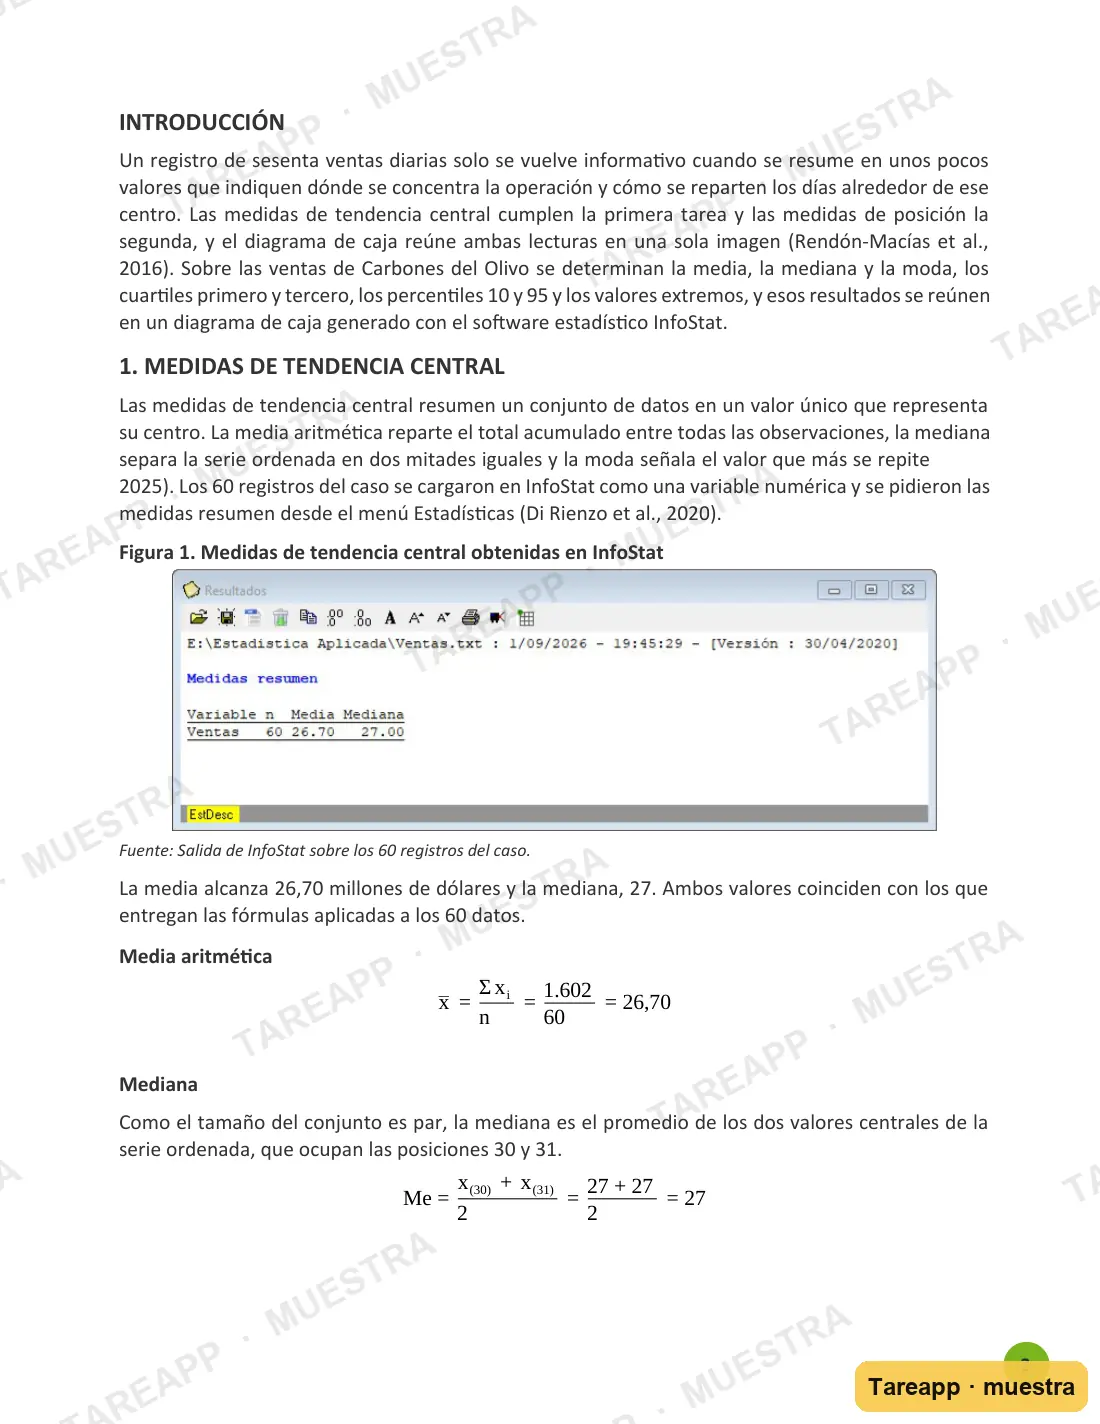 INTRODUCCIÓN
Un registro de sesenta ventas diarias solo se vuelve informativo cuando se resume en unos pocos
valores que indiquen dónde se concentra la operación y cómo se reparten los días alrededor de ese
centro. Las medidas de tendencia central cumplen la primera tarea y las medidas de posición la
segunda, y el diagrama de caja reúne ambas lecturas en una sola imagen (Rendón-Macías et al.,
2016). Sobre las ventas de Carbones del Olivo se determinan la media, la mediana y la moda, los
cuartiles primero y tercero, los percentiles 10 y 95 y los valores extremos, y esos resultados se reúnen
en un diagrama de caja generado con el software estadístico InfoStat.
1. MEDIDAS DE TENDENCIA CENTRAL
Las medidas de tendencia central resumen un conjunto de datos en un valor único que representa
su centro. La media aritmética reparte el total acumulado entre todas las observaciones, la mediana
separa la serie ordenada en dos mitades iguales y la moda señala el valor que más se repite
2025). Los 60 registros del caso se cargaron en InfoStat como una variable numérica y se pidieron las
medidas resumen desde el menú Estadísticas (Di Rienzo et al., 2020).
Figura 1. Medidas de tendencia central obtenidas en InfoStat
Resultados
E:\Estadistica Aplicada\Ventas.txt : 1/09/2026 - 19:45:29 - [Versión : 30/04/2020]
Medidas resumen
Variable n Media Mediana
Ventas 60 26.70 27.00
EstDesc
Fuente: Salida de InfoStat sobre los 60 registros del caso.
La media alcanza 26,70 millones de dólares y la mediana, 27. Ambos valores coinciden con los que
entregan las fórmulas aplicadas a los 60 datos.
Media aritmética
x̅ = Σ xᵢ / n = 1.602 / 60 = 26,70
Mediana
Como el tamaño del conjunto es par, la mediana es el promedio de los dos valores centrales de la
serie ordenada, que ocupan las posiciones 30 y 31.
Me = x(30) + x(31) / 2 = 27 + 27 / 2 = 27
Tareapp · muestra
TAREAPP · MUESTRA